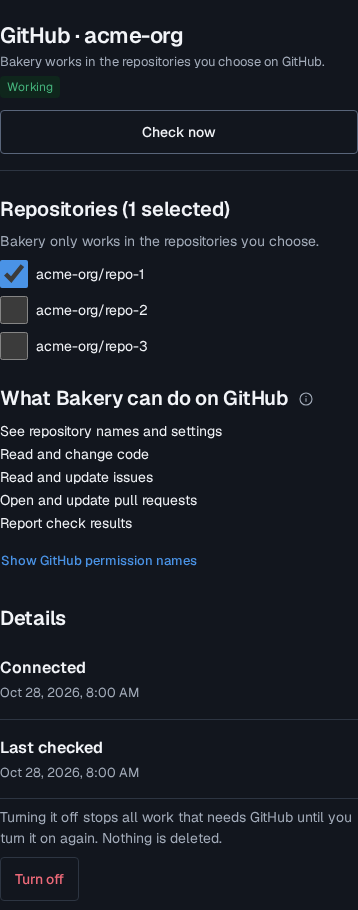 GitHub · acme-org
Bakery works in the repositories you choose on GitHub.
Working
Check now
Repositories (1 selected)
Bakery only works in the repositories you choose.
acme-org/repo-1
acme-org/repo-2
acme-org/repo-3
What Bakery can do on GitHub
See repository names and settings
Read and change code
Read and update issues
Open and update pull requests
Report check results
Show GitHub permission names
Details
Connected
Oct 28, 2026, 8:00 AM
Last checked
Oct 28, 2026, 8:00 AM
Turning it off stops all work that needs GitHub until you
turn it on again. Nothing is deleted.
Turn off